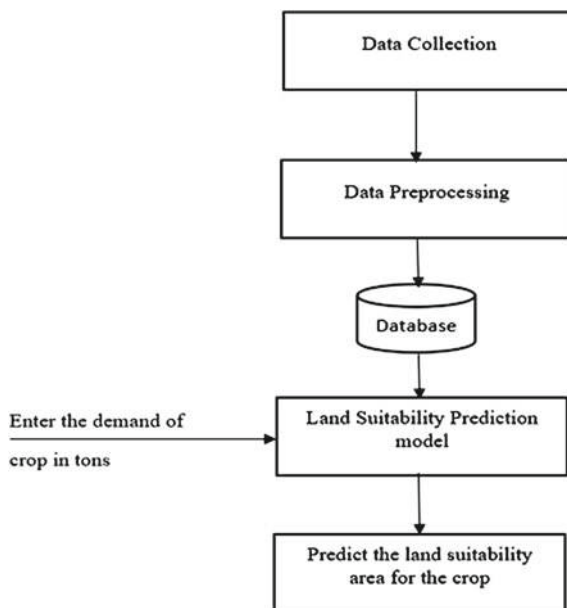 Data Collection
Data Preprocessing
Database
Enter the demand of
crop in tons
Land Suitability Prediction
model
Predict the land suitability
area for the crop